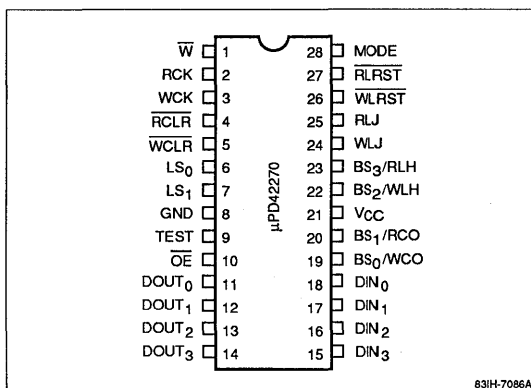 W̅ 1 28 MODE
RCK 2 27 R̅L̅R̅S̅T̅
WCK 3 26 W̅L̅R̅S̅T̅
R̅C̅L̅R̅ 4 25 RLJ
W̅C̅L̅R̅ 5 24 WLJ
LS₀ 6 23 BS₃/RLH
LS₁ 7 22 BS₂/WLH
GND 8 21 VCC
TEST 9 20 BS₁/RCO
O̅E̅ 10 19 BS₀/WCO
DOUT₀ 11 18 DIN₀
DOUT₁ 12 17 DIN₁
DOUT₂ 13 16 DIN₂
DOUT₃ 14 15 DIN₃
μPD42270
83IH-7086A